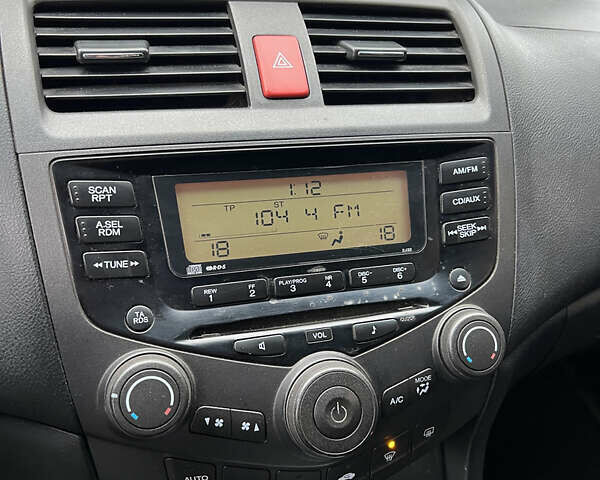 SCAN
RPT
A.SEL
RDM
TUNE
TA
RDS
1:12
TP ST
104 4 FM
18 18
R·D·S
AM/FM
CD/AUX
SEEK
SKIP
REW
1
FF
2
PLAY/PROG
3
NR
4
DISC-
5
DISC+
6
VOL
CLOCK
MODE
A/C
AUTO